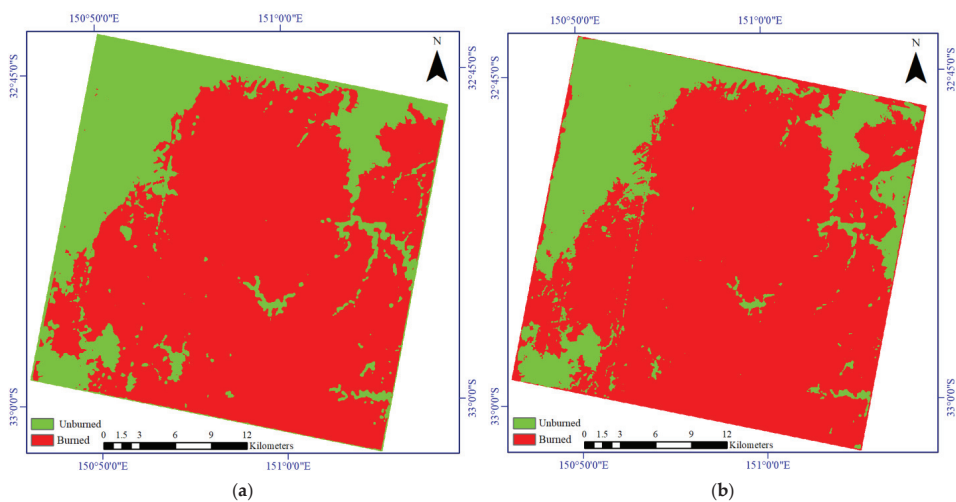 150°50'0"E 151°0'0"E 150°50'0"E 151°0'0"E
N N
32°45'0"S 32°45'0"S 32°45'0"S 32°45'0"S
33°0'0"S 33°0'0"S 33°0'0"S 33°0'0"S
Unburned
Burned
0 1.5 3 6 9 12
Kilometers
Unburned
Burned
0 1.5 3 6 9 12
Kilometers
150°50'0"E 151°0'0"E 150°50'0"E 151°0'0"E
(a) (b)